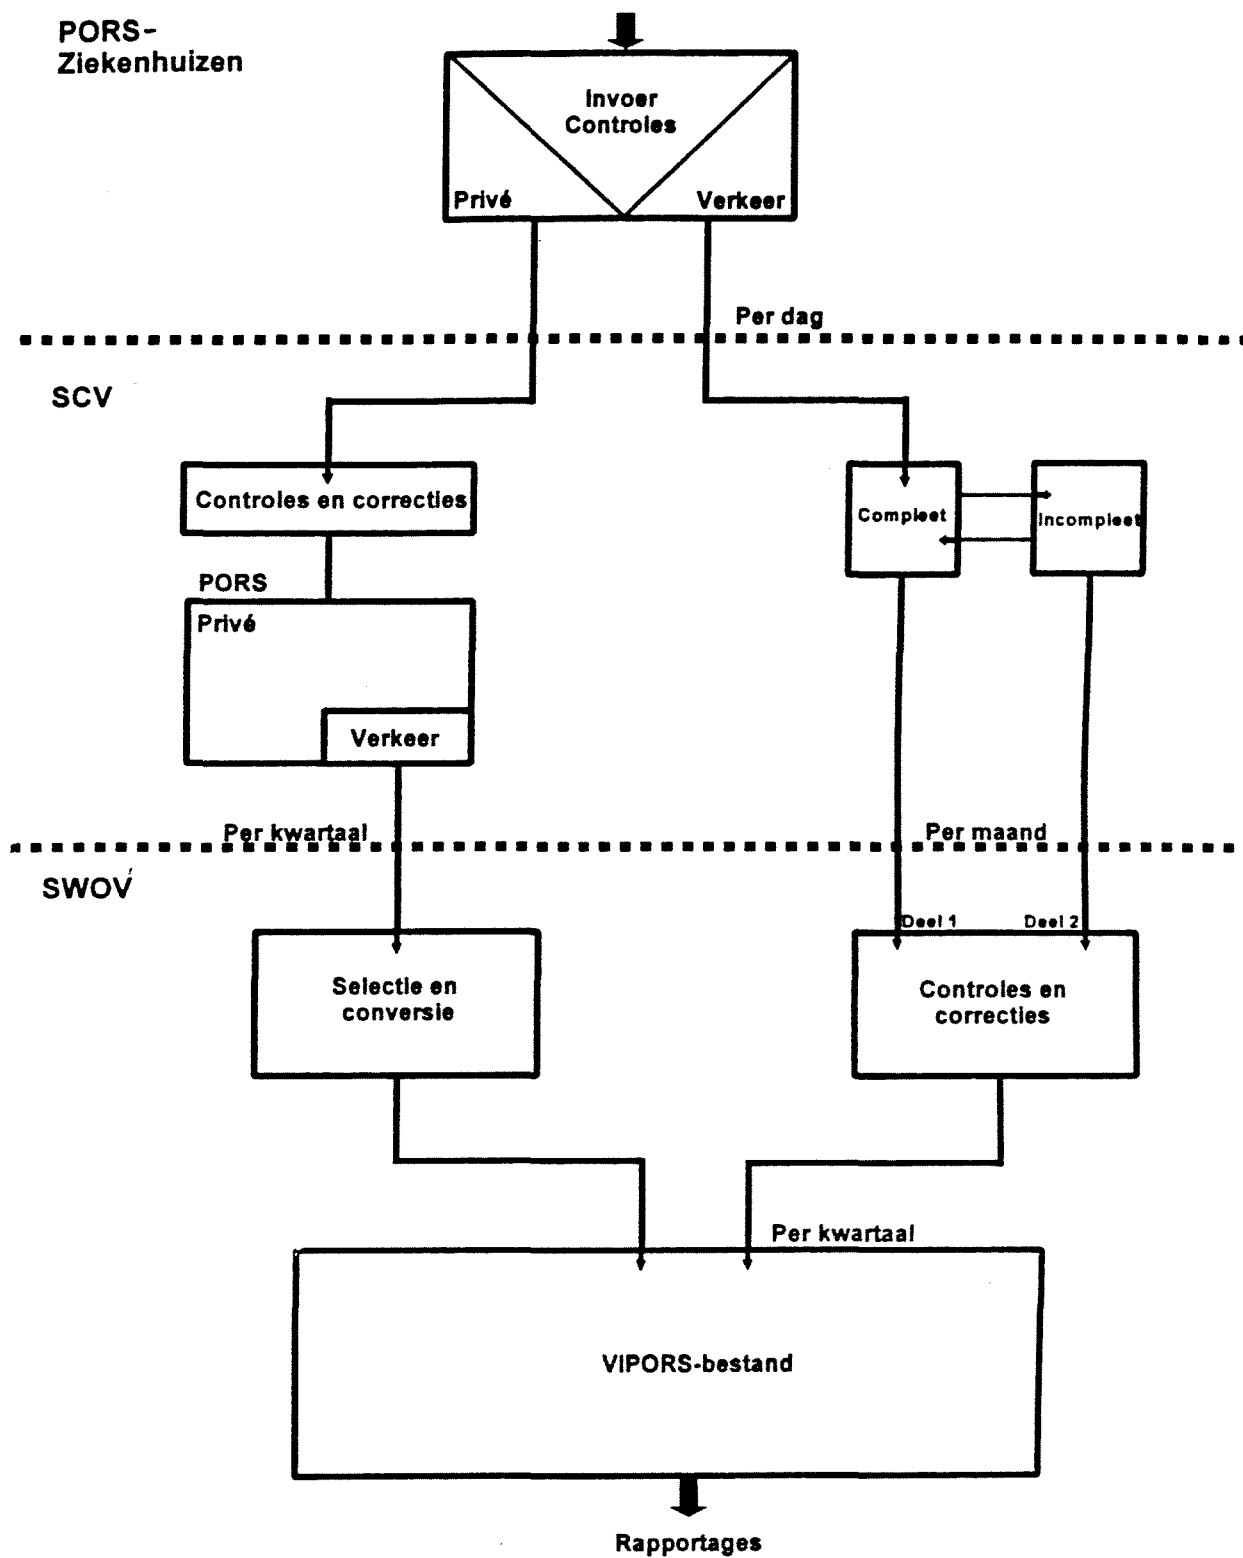 PORS-
Ziekenhuizen
Invoer
Controles
Privé
Verkeer
Per dag
SCV
Controles en correcties
Compleet
Incompleet
PORS
Privé
Verkeer
Per kwartaal
Per maand
SWOV
Deel 1
Deel 2
Selectie en
conversie
Controles en
correcties
Per kwartaal
VIPORS-bestand
Rapportages